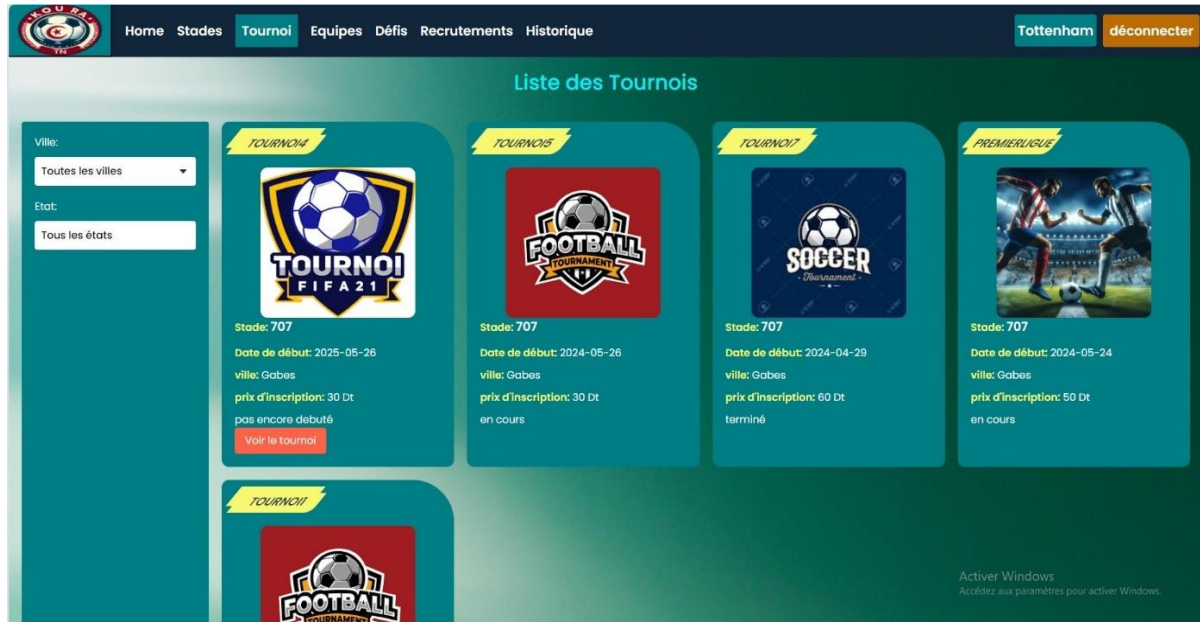 KOURA
TN
Home Stades Tournoi Equipes Défis Recrutements Historique
Tottenham déconnecter
Liste des Tournois
Ville:
Toutes les villes
Etat:
Tous les états
TOURNOI4
TOURNOI
FIFA21
Stade: 707
Date de début: 2025-05-26
ville: Gabes
prix d'inscription: 30 Dt
pas encore debuté
Voir le tournoi
TOURNOI5
FOOTBALL
TOURNAMENT
Stade: 707
Date de début: 2024-05-26
ville: Gabes
prix d'inscription: 30 Dt
en cours
TOURNOI7
SOCCER
Tournament
Stade: 707
Date de début: 2024-04-29
ville: Gabes
prix d'inscription: 60 Dt
terminé
PREMIERLIGUE
Stade: 707
Date de début: 2024-05-24
ville: Gabes
prix d'inscription: 50 Dt
en cours
TOURNOI1
FOOTBALL
TOURNAMENT
Activer Windows
Accédez aux paramètres pour activer Windows.